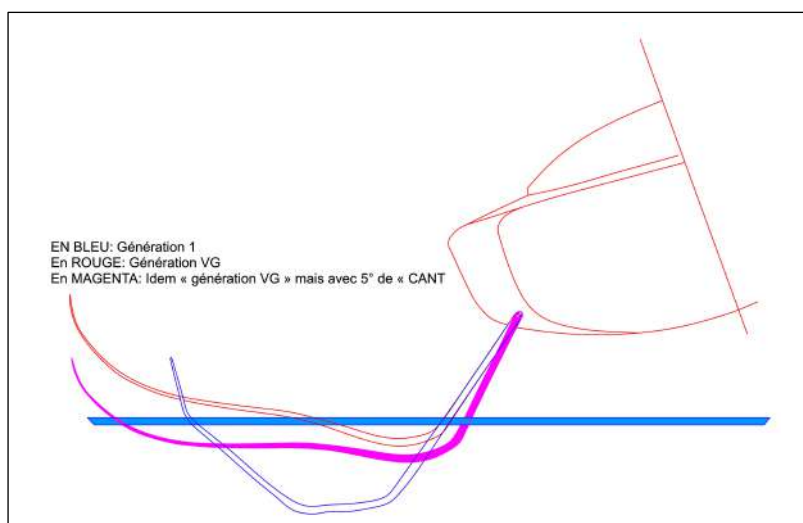 EN BLEU: Génération 1
En ROUGE: Génération VG
En MAGENTA: Idem « génération VG » mais avec 5° de « CANT